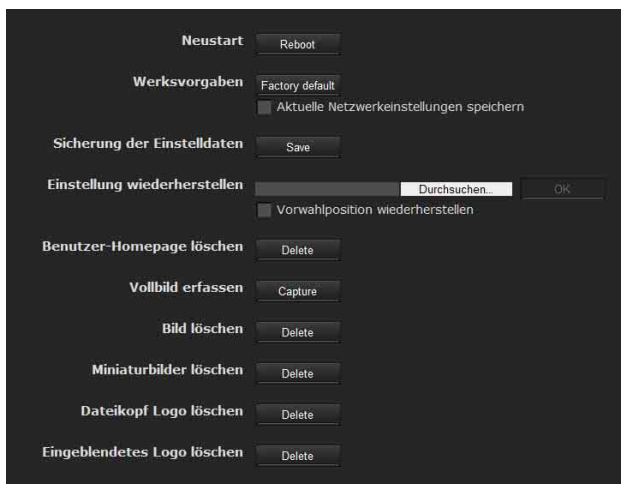 Neustart Reboot
Werksvorgaben Factory default
Aktuelle Netzwerkeinstellungen speichern
Sicherung der Einstelldaten Save
Einstellung wiederherstellen Durchsuchen... OK
Vorwahlposition wiederherstellen
Benutzer-Homepage löschen Delete
Vollbild erfassen Capture
Bild löschen Delete
Miniaturbilder löschen Delete
Dateikopf Logo löschen Delete
Eingeblendetes Logo löschen Delete